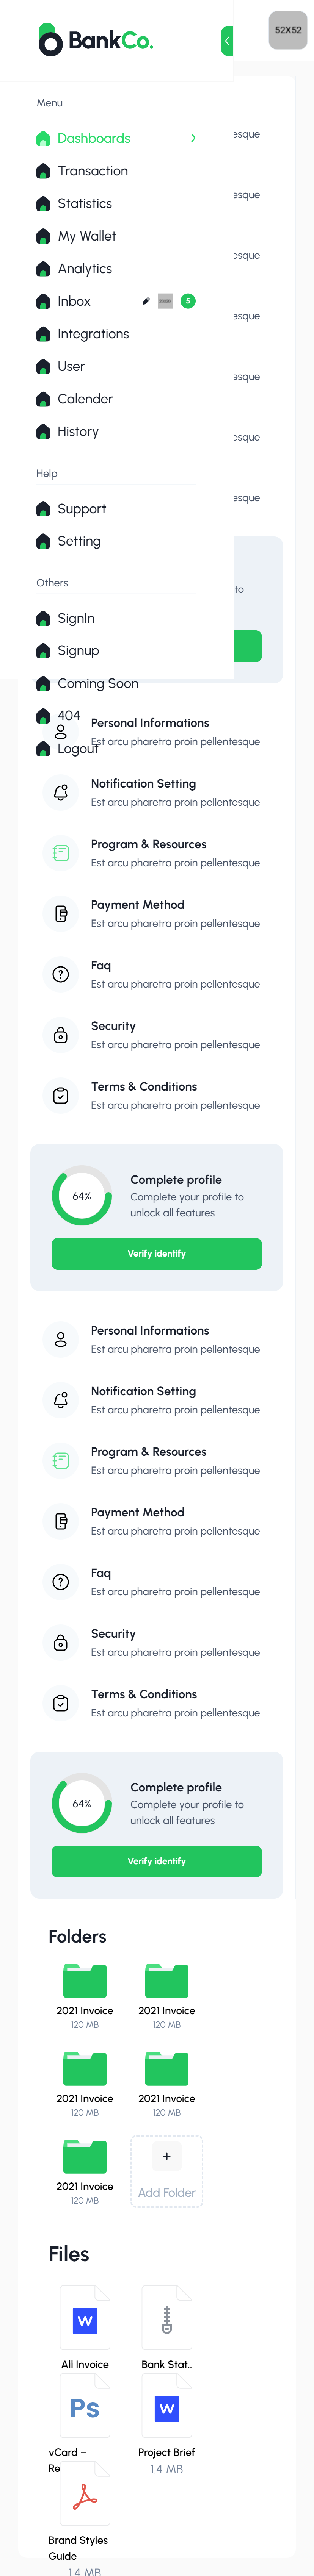 BankCo.
52X52
Menu
Dashboards
esque
Transaction
Statistics
esque
My Wallet
esque
Analytics
Inbox
5
esque
Integrations
User
esque
Calender
History
esque
Help
esque
Support
Setting
Others
to
SignIn
Signup
Coming Soon
404
Personal Informations
Est arcu pharetra proin pellentesque
Logout
Notification Setting
Est arcu pharetra proin pellentesque
Program & Resources
Est arcu pharetra proin pellentesque
Payment Method
Est arcu pharetra proin pellentesque
Faq
Est arcu pharetra proin pellentesque
Security
Est arcu pharetra proin pellentesque
Terms & Conditions
Est arcu pharetra proin pellentesque
64%
Complete profile
Complete your profile to
unlock all features
Verify identify
Personal Informations
Est arcu pharetra proin pellentesque
Notification Setting
Est arcu pharetra proin pellentesque
Program & Resources
Est arcu pharetra proin pellentesque
Payment Method
Est arcu pharetra proin pellentesque
Faq
Est arcu pharetra proin pellentesque
Security
Est arcu pharetra proin pellentesque
Terms & Conditions
Est arcu pharetra proin pellentesque
64%
Complete profile
Complete your profile to
unlock all features
Verify identify
Folders
2021 Invoice
120 MB
2021 Invoice
120 MB
2021 Invoice
120 MB
2021 Invoice
120 MB
2021 Invoice
120 MB
+
Add Folder
Files
W
All Invoice
Bank Stat..
Ps
vCard –
Re
W
Project Brief
1.4 MB
Brand Styles
Guide
1.4 MB